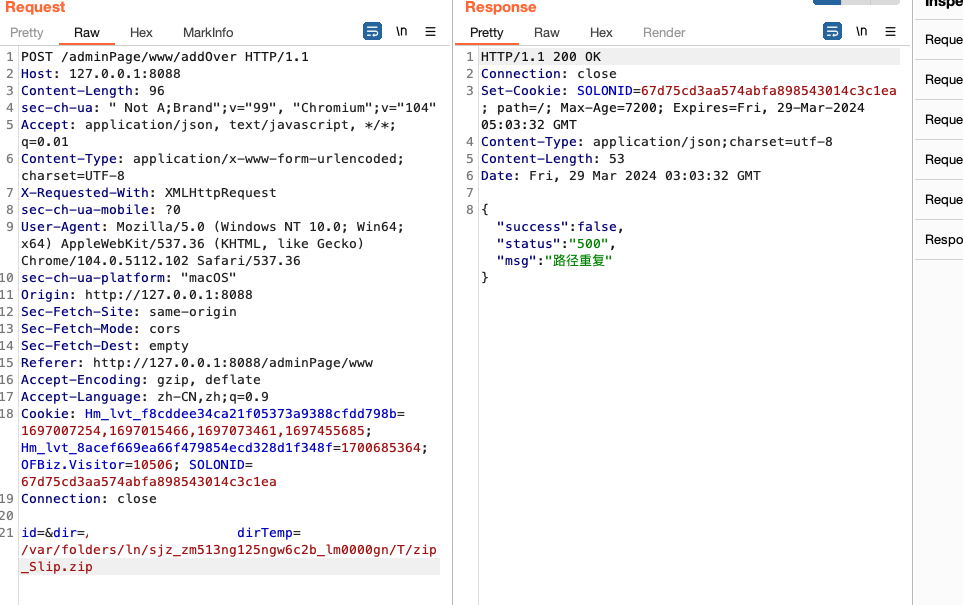 Request
Response
Inspe
Pretty Raw Hex MarkInfo \n
Pretty Raw Hex Render \n
1 POST /adminPage/www/addOver HTTP/1.1
2 Host: 127.0.0.1:8088
3 Content-Length: 96
4 sec-ch-ua: " Not A;Brand";v="99", "Chromium";v="104"
5 Accept: application/json, text/javascript, */*;
q=0.01
6 Content-Type: application/x-www-form-urlencoded;
charset=UTF-8
7 X-Requested-With: XMLHttpRequest
8 sec-ch-ua-mobile: ?0
9 User-Agent: Mozilla/5.0 (Windows NT 10.0; Win64;
x64) AppleWebKit/537.36 (KHTML, like Gecko)
Chrome/104.0.5112.102 Safari/537.36
10 sec-ch-ua-platform: "macOS"
11 Origin: http://127.0.0.1:8088
12 Sec-Fetch-Site: same-origin
13 Sec-Fetch-Mode: cors
14 Sec-Fetch-Dest: empty
15 Referer: http://127.0.0.1:8088/adminPage/www
16 Accept-Encoding: gzip, deflate
17 Accept-Language: zh-CN,zh;q=0.9
18 Cookie: Hm_lvt_f8cddee34ca21f05373a9388cfdd798b=
1697007254,1697015466,1697073461,1697455685;
Hm_lvt_8acef669ea66f479854ecd328d1f348f=1700685364;
OFBiz.Visitor=10506; SOLONID=
67d75cd3aa574abfa898543014c3c1ea
19 Connection: close
20
21 id=&dir=/ dirTemp=
/var/folders/ln/sjz_zm513ng125ngw6c2b_lm0000gn/T/zip
_Slip.zip
1 HTTP/1.1 200 OK
2 Connection: close
3 Set-Cookie: SOLONID=67d75cd3aa574abfa898543014c3c1ea
; path=/; Max-Age=7200; Expires=Fri, 29-Mar-2024
05:03:32 GMT
4 Content-Type: application/json;charset=utf-8
5 Content-Length: 53
6 Date: Fri, 29 Mar 2024 03:03:32 GMT
7
8 {
"success":false,
"status":"500",
"msg":"路径重复"
}
Reque
Reque
Reque
Reque
Reque
Respo